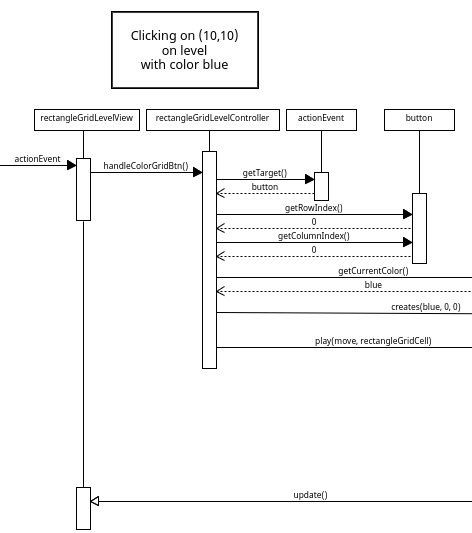 Clicking on (10,10)
on level
with color blue
rectangleGridLevelView
rectangleGridLevelController
actionEvent
button
actionEvent
handleColorGridBtn()
getTarget()
button
getRowIndex()
0
getColumnIndex()
0
getCurrentColor()
blue
creates(blue, 0, 0)
play(move, rectangleGridCell)
update()